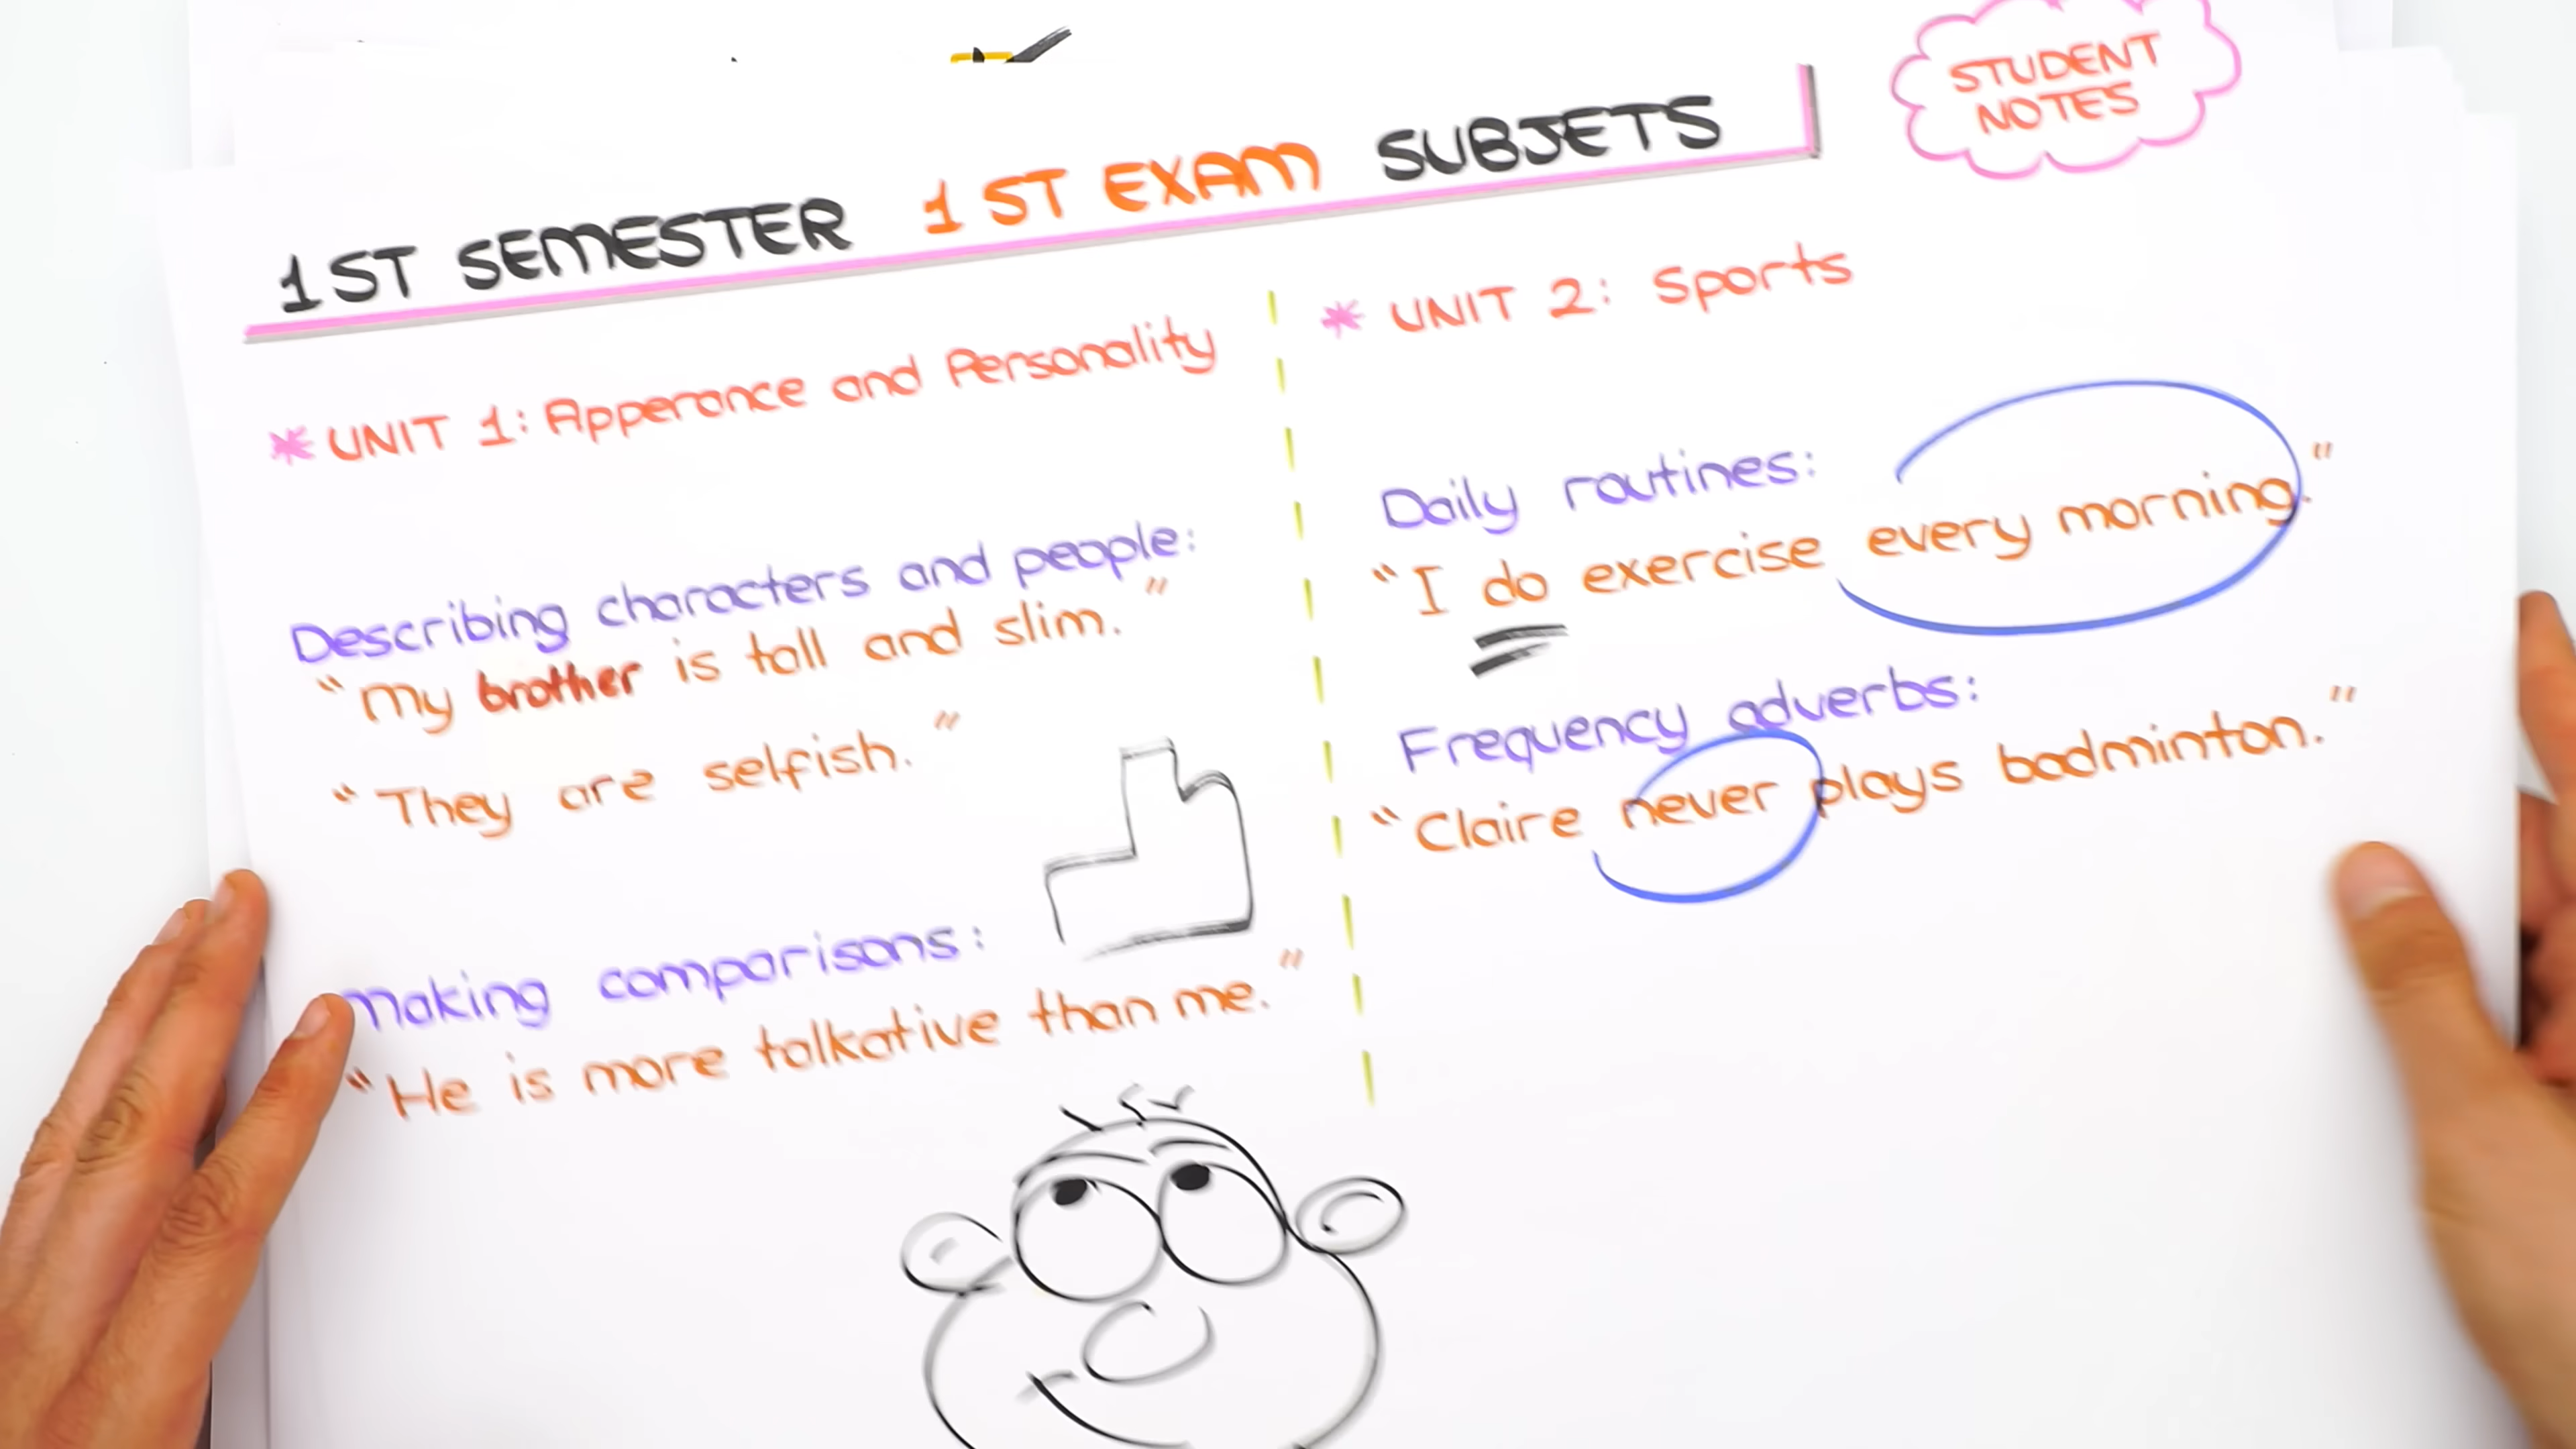 STUDENT
NOTES
1ST SEMESTER 1ST EXAM SUBJETS
* UNIT 1: Apperance and Personality
Describing characters and people:
"My brother is tall and slim."
"They are selfish."
Making comparisons:
"He is more talkative than me."
* UNIT 2: Sports
Daily routines:
"I do exercise every morning."
Frequency adverbs:
"Claire never plays badminton."